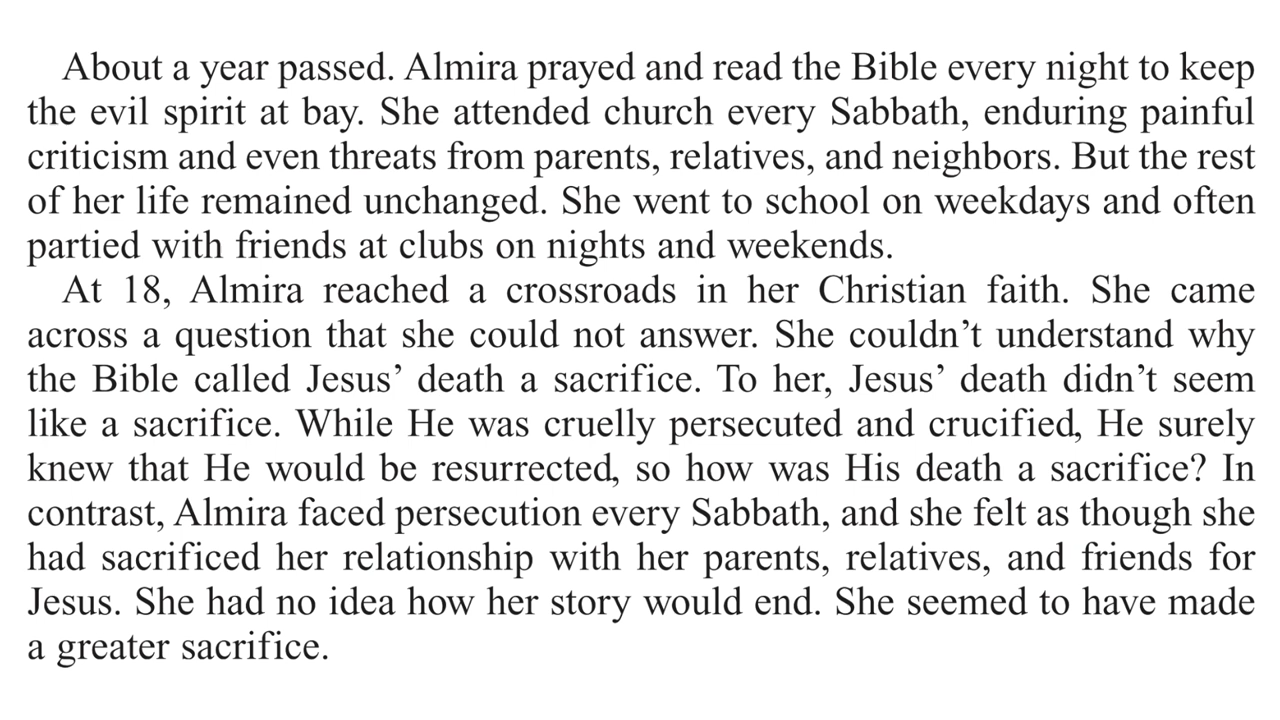 About a year passed. Almira prayed and read the Bible every night to keep
the evil spirit at bay. She attended church every Sabbath, enduring painful
criticism and even threats from parents, relatives, and neighbors. But the rest
of her life remained unchanged. She went to school on weekdays and often
partied with friends at clubs on nights and weekends.
At 18, Almira reached a crossroads in her Christian faith. She came
across a question that she could not answer. She couldn’t understand why
the Bible called Jesus’ death a sacrifice. To her, Jesus’ death didn’t seem
like a sacrifice. While He was cruelly persecuted and crucified, He surely
knew that He would be resurrected, so how was His death a sacrifice? In
contrast, Almira faced persecution every Sabbath, and she felt as though she
had sacrificed her relationship with her parents, relatives, and friends for
Jesus. She had no idea how her story would end. She seemed to have made
a greater sacrifice.